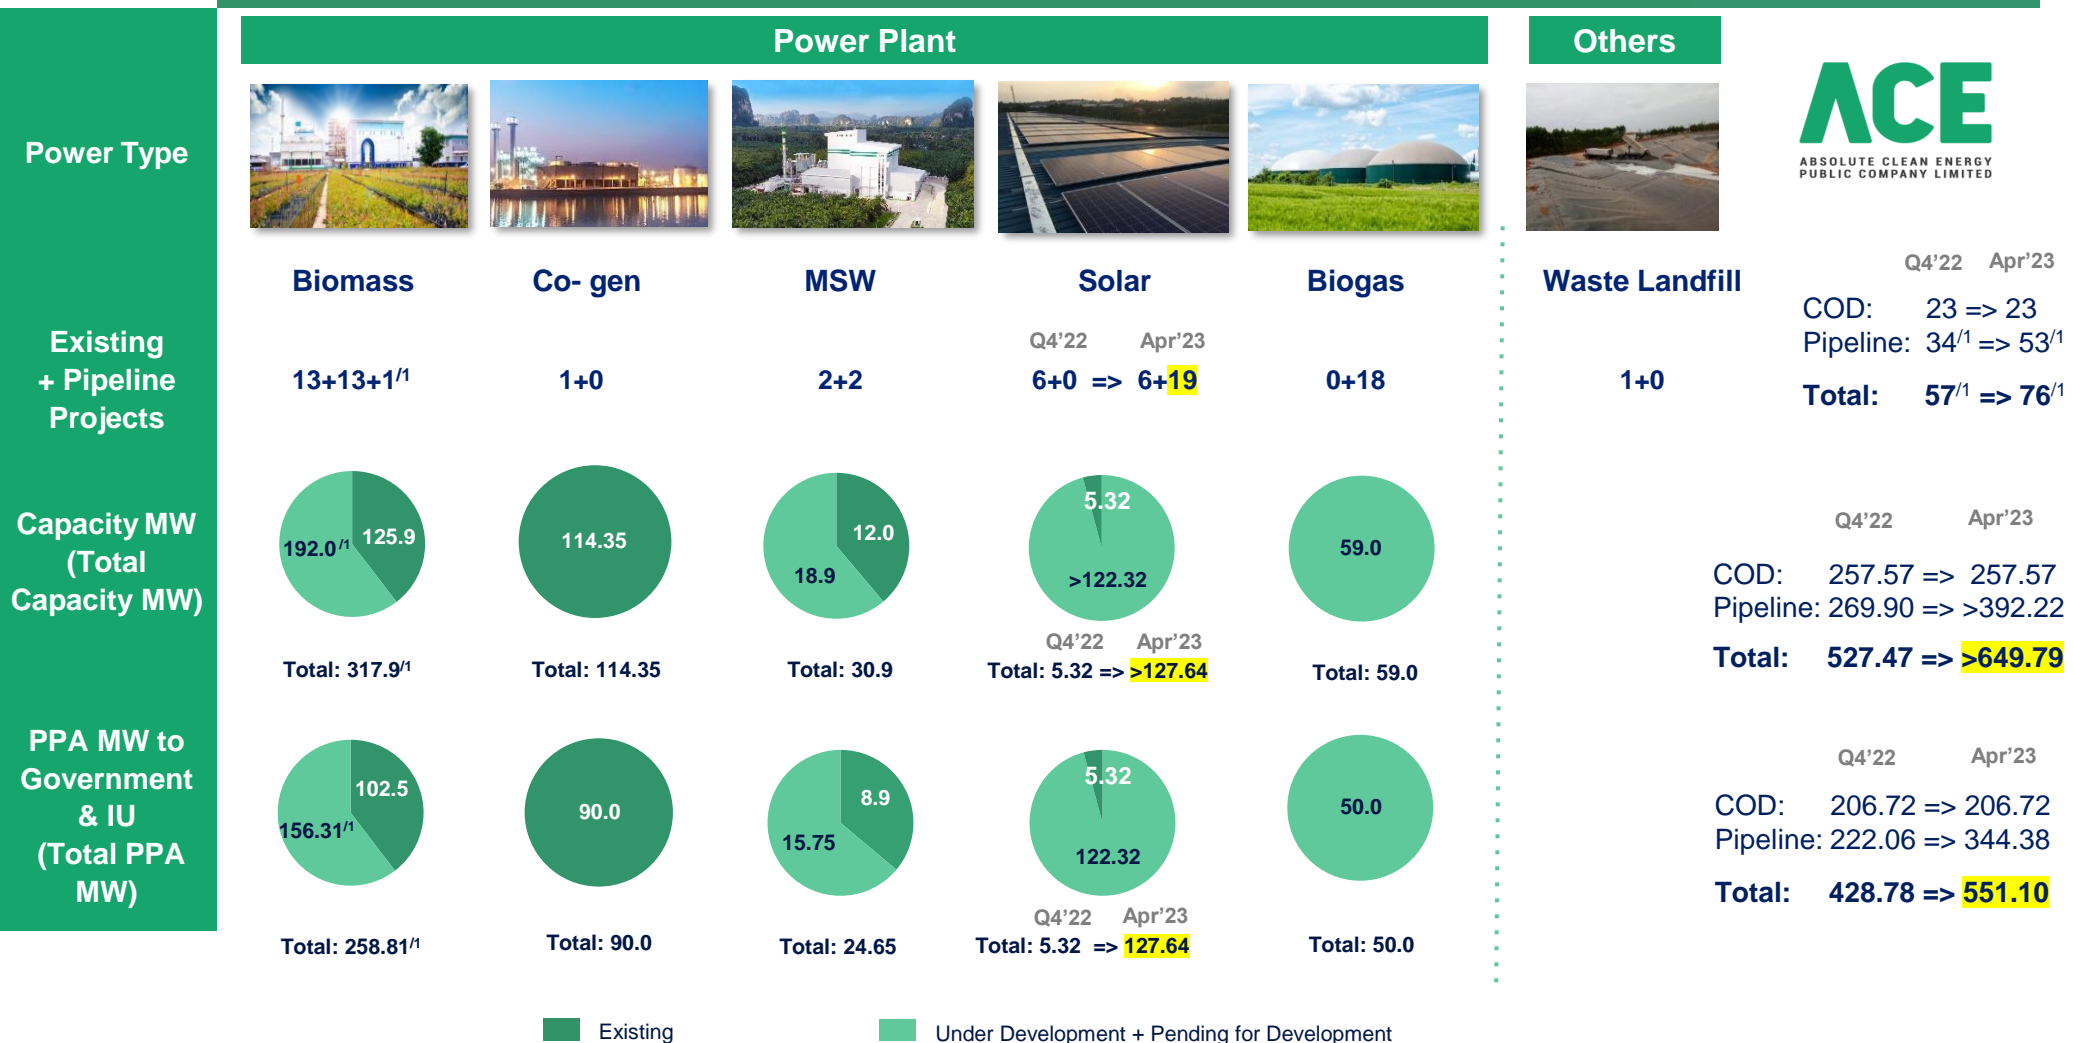 Power Plant
Others
Power Type
ACE
ABSOLUTE CLEAN ENERGY
PUBLIC COMPANY LIMITED
Biomass
Co- gen
MSW
Solar
Biogas
Waste Landfill
Existing
+ Pipeline
Projects
13+13+1/1
1+0
2+2
Q4’22 Apr’23
6+0 => 6+19
0+18
1+0
Q4’22 Apr’23
COD: 23 => 23
Pipeline: 34/1 => 53/1
Total: 57/1 => 76/1
Capacity MW
(Total
Capacity MW)
192.0/1
125.9
Total: 317.9/1
114.35
Total: 114.35
12.0
18.9
Total: 30.9
5.32
>122.32
Q4’22 Apr’23
Total: 5.32 => >127.64
59.0
Total: 59.0
Q4’22 Apr’23
COD: 257.57 => 257.57
Pipeline: 269.90 => >392.22
Total: 527.47 => >649.79
PPA MW to
Government
& IU
(Total PPA
MW)
102.5
156.31/1
Total: 258.81/1
90.0
Total: 90.0
8.9
15.75
Total: 24.65
5.32
122.32
Q4’22 Apr’23
Total: 5.32 => 127.64
50.0
Total: 50.0
Q4’22 Apr’23
COD: 206.72 => 206.72
Pipeline: 222.06 => 344.38
Total: 428.78 => 551.10
Existing
Under Development + Pending for Development